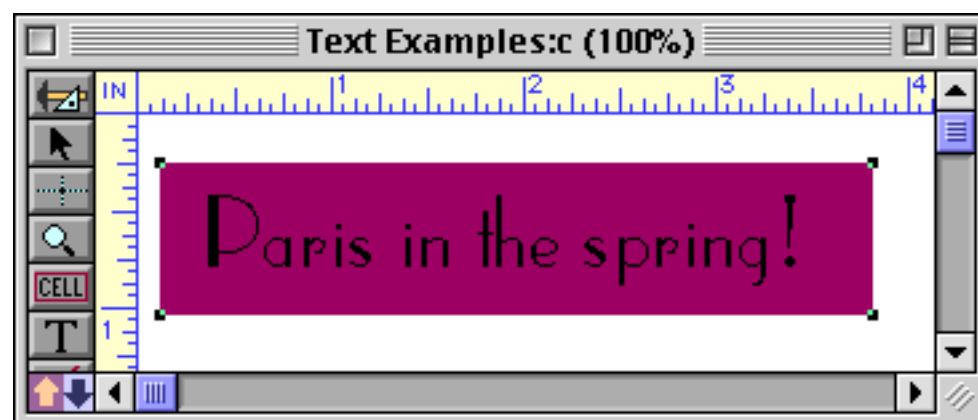 Text Examples:c (100%)
IN 1 2 3 4
Paris in the spring!
CELL
T
1